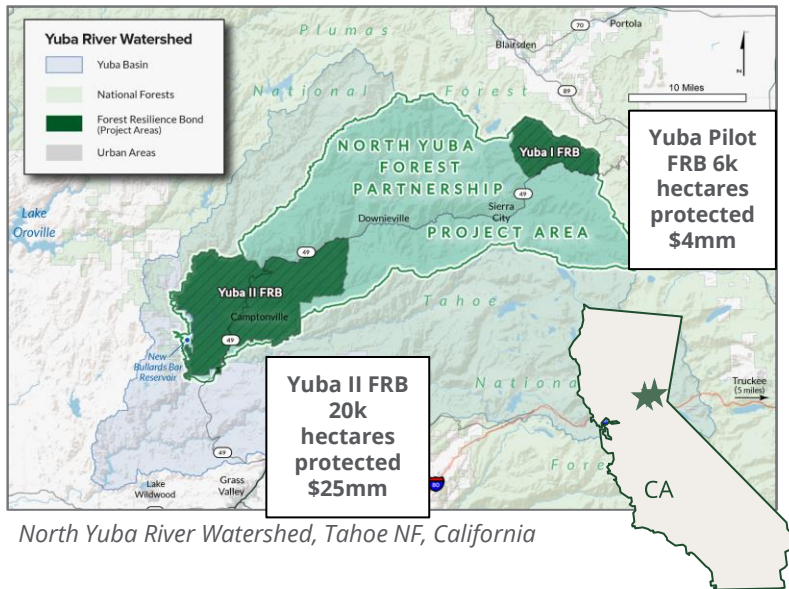 Yuba River Watershed
Yuba Basin
National Forests
Forest Resilience Bond
(Project Areas)
Urban Areas
Plumas
National Forest
Blairsden
70
Portola
89
N
10 Miles
Lake
Oroville
NORTH YUBA
FOREST
PARTNERSHIP
PROJECT AREA
Yuba I FRB
49
Sierra
City
Downieville
49
Yuba II FRB
Camptonville
49
New
Bullards Bar
Reservoir
Tahoe
National
Forest
Truckee
(5 miles)
49
Lake
Wildwood
Grass
Valley
80
Yuba Pilot
FRB 6k
hectares
protected
$4mm
Yuba II FRB
20k
hectares
protected
$25mm
CA
North Yuba River Watershed, Tahoe NF, California